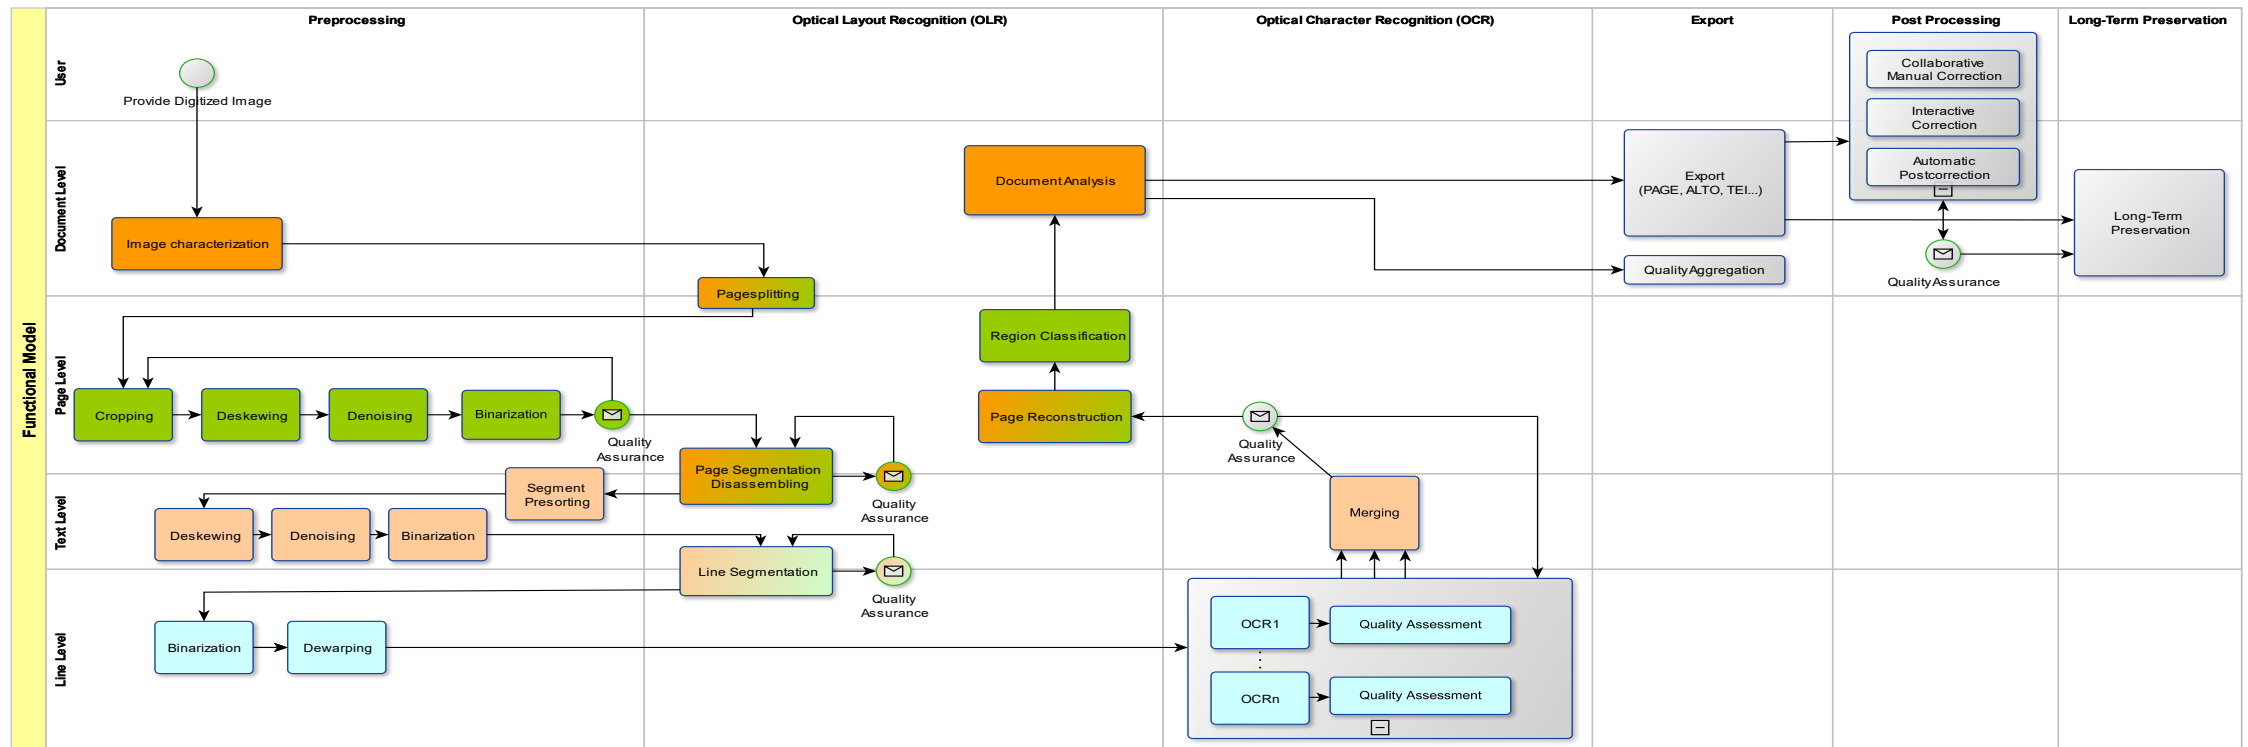 Preprocessing
Optical Layout Recognition (OLR)
Optical Character Recognition (OCR)
Export
Post Processing
Long-Term Preservation
Functional Model
User
Provide Digitized Image
Collaborative
Manual Correction
Interactive
Correction
Automatic
Postcorrection
Document Level
Image characterization
Pagesplitting
Document Analysis
Export
(PAGE, ALTO, TEI...)
Quality Aggregation
Quality Assurance
Long-Term
Preservation
Page Level
Cropping
Deskewing
Denoising
Binarization
Quality
Assurance
Region Classification
Page Reconstruction
Quality
Assurance
Page Segmentation
Disassembling
Quality
Assurance
Text Level
Segment
Presorting
Deskewing
Denoising
Binarization
Merging
Line Segmentation
Quality
Assurance
Line Level
Binarization
Dewarping
OCR1
Quality Assessment
OCRn
Quality Assessment